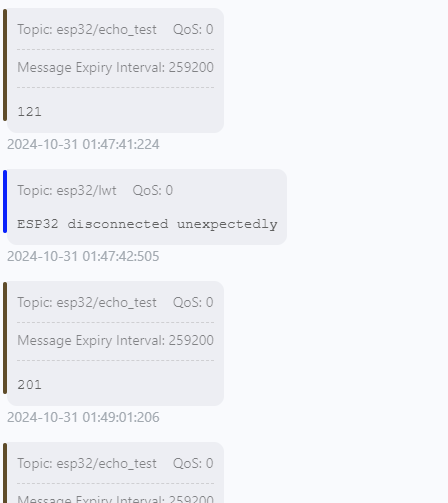 Topic: esp32/echo_test QoS: 0
Message Expiry Interval: 259200
121
2024-10-31 01:47:41:224
Topic: esp32/lwt QoS: 0
ESP32 disconnected unexpectedly
2024-10-31 01:47:42:505
Topic: esp32/echo_test QoS: 0
Message Expiry Interval: 259200
201
2024-10-31 01:49:01:206
Topic: esp32/echo_test QoS: 0
Message Expiry Interval: 259200